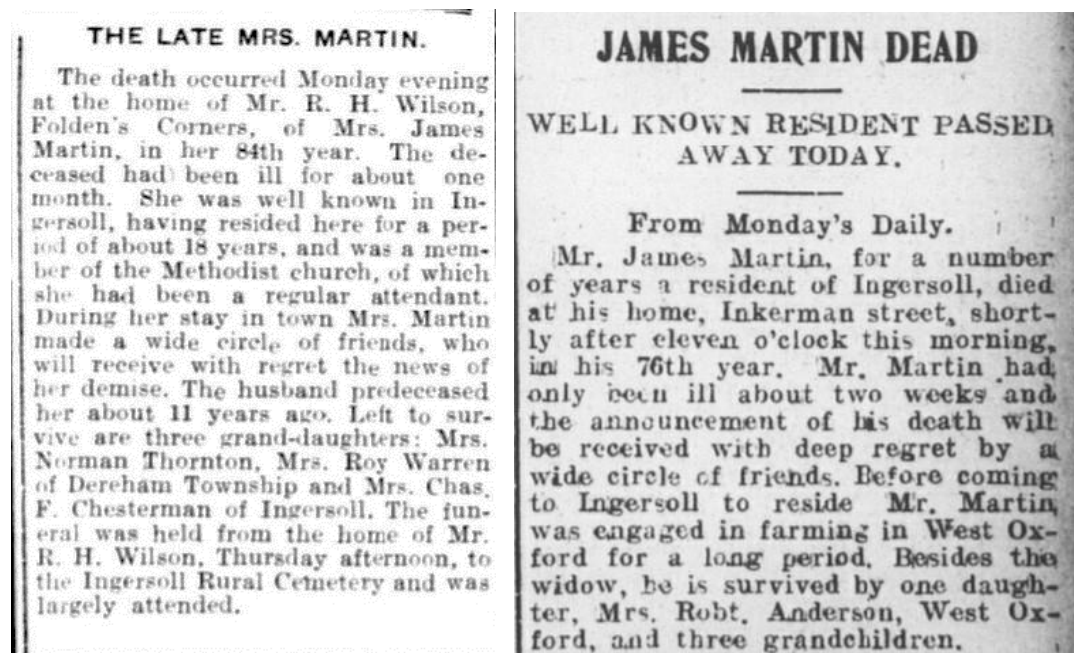 THE LATE MRS. MARTIN.
The death occurred Monday evening
at the home of Mr. R. H. Wilson,
Folden's Corners, of Mrs. James
Martin, in her 84th year. The de-
ceased had been ill for about one
month. She was well known in In-
gersoll, having resided here for a per-
iod of about 18 years, and was a mem-
ber of the Methodist church, of which
she had been a regular attendant.
During her stay in town Mrs. Martin
made a wide circle of friends, who
will receive with regret the news of
her demise. The husband predeceased
her about 11 years ago. Left to sur-
vive are three grand-daughters: Mrs.
Norman Thornton, Mrs. Roy Warren
of Dereham Township and Mrs. Chas.
F. Chesterman of Ingersoll. The fun-
eral was held from the home of Mr.
R. H. Wilson, Thursday afternoon, to
the Ingersoll Rural Cemetery and was
largely attended.
JAMES MARTIN DEAD
WELL KNOWN RESIDENT PASSED
AWAY TODAY.
From Monday's Daily.
Mr. James Martin, for a number
of years a resident of Ingersoll, died
at his home, Inkerman street, short-
ly after eleven o'clock this morning,
in his 76th year. Mr. Martin had
only been ill about two weeks and
the announcement of his death will
be received with deep regret by a
wide circle of friends. Before coming
to Ingersoll to reside Mr. Martin
was engaged in farming in West Ox-
ford for a long period. Besides the
widow, he is survived by one daugh-
ter, Mrs. Robt. Anderson, West Ox-
ford, and three grandchildren.